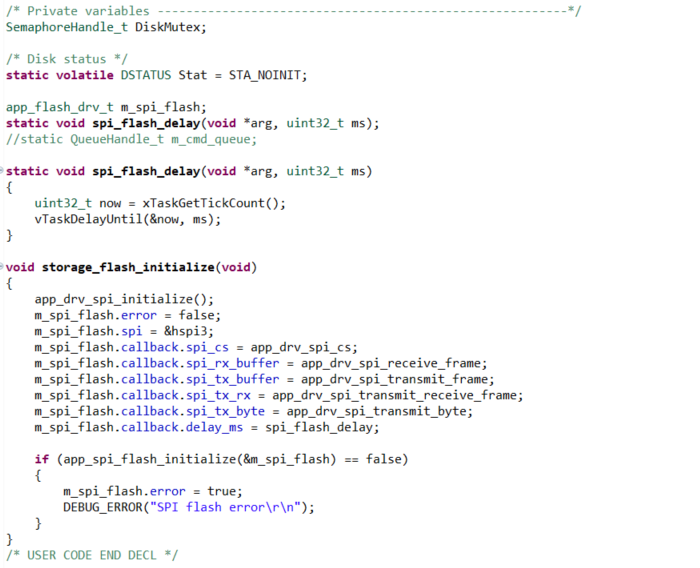 /* Private variables ---------------------------------------------------------*/
SemaphoreHandle_t DiskMutex;
/* Disk status */
static volatile DSTATUS Stat = STA_NOINIT;
app_flash_drv_t m_spi_flash;
static void spi_flash_delay(void *arg, uint32_t ms);
//static QueueHandle_t m_cmd_queue;
static void spi_flash_delay(void *arg, uint32_t ms)
{
    uint32_t now = xTaskGetTickCount();
    vTaskDelayUntil(&now, ms);
}
void storage_flash_initialize(void)
{
    app_drv_spi_initialize();
    m_spi_flash.error = false;
    m_spi_flash.spi = &hspi3;
    m_spi_flash.callback.spi_cs = app_drv_spi_cs;
    m_spi_flash.callback.spi_rx_buffer = app_drv_spi_receive_frame;
    m_spi_flash.callback.spi_tx_buffer = app_drv_spi_transmit_frame;
    m_spi_flash.callback.spi_tx_rx = app_drv_spi_transmit_receive_frame;
    m_spi_flash.callback.spi_tx_byte = app_drv_spi_transmit_byte;
    m_spi_flash.callback.delay_ms = spi_flash_delay;
    if (app_spi_flash_initialize(&m_spi_flash) == false)
    {
        m_spi_flash.error = true;
        DEBUG_ERROR("SPI flash error\r\n");
    }
}
/* USER CODE END DECL */